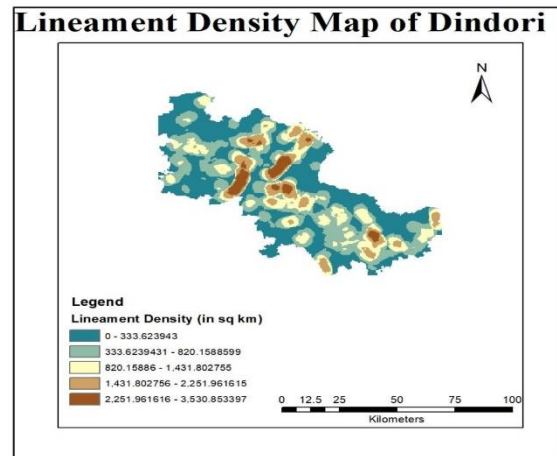 Lineament Density Map of Dindori
N
Legend
Lineament Density (in sq km)
0 - 333.623943
333.6239431 - 820.1588599
820.15886 - 1,431.802755
1,431.802756 - 2,251.961615
2,251.961616 - 3,530.853397
0 12.5 25 50 75 100
Kilometers